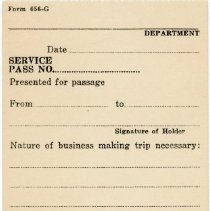 Form 656-G
DEPARTMENT
Date
SERVICE
PASS NO.
Presented for passage
From to
Signature of Holder
Nature of business making trip necessary: